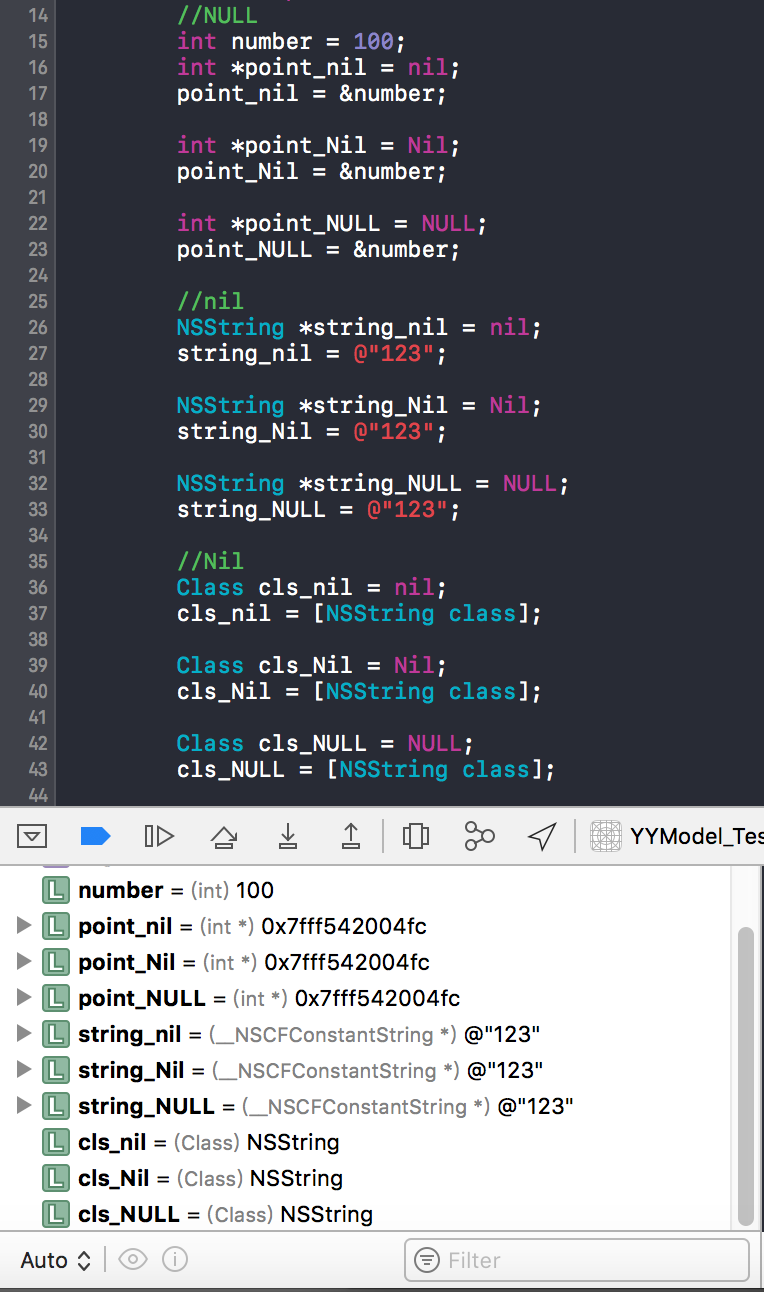 14 //NULL
15 int number = 100;
16 int *point_nil = nil;
17 point_nil = &number;
18
19 int *point_Nil = Nil;
20 point_Nil = &number;
21
22 int *point_NULL = NULL;
23 point_NULL = &number;
24
25 //nil
26 NSString *string_nil = nil;
27 string_nil = @"123";
28
29 NSString *string_Nil = Nil;
30 string_Nil = @"123";
31
32 NSString *string_NULL = NULL;
33 string_NULL = @"123";
34
35 //Nil
36 Class cls_nil = nil;
37 cls_nil = [NSString class];
38
39 Class cls_Nil = Nil;
40 cls_Nil = [NSString class];
41
42 Class cls_NULL = NULL;
43 cls_NULL = [NSString class];
44
YYModel_Tes
L number = (int) 100
L point_nil = (int *) 0x7fff542004fc
L point_Nil = (int *) 0x7fff542004fc
L point_NULL = (int *) 0x7fff542004fc
L string_nil = (__NSCFConstantString *) @"123"
L string_Nil = (__NSCFConstantString *) @"123"
L string_NULL = (__NSCFConstantString *) @"123"
L cls_nil = (Class) NSString
L cls_Nil = (Class) NSString
L cls_NULL = (Class) NSString
Auto Filter